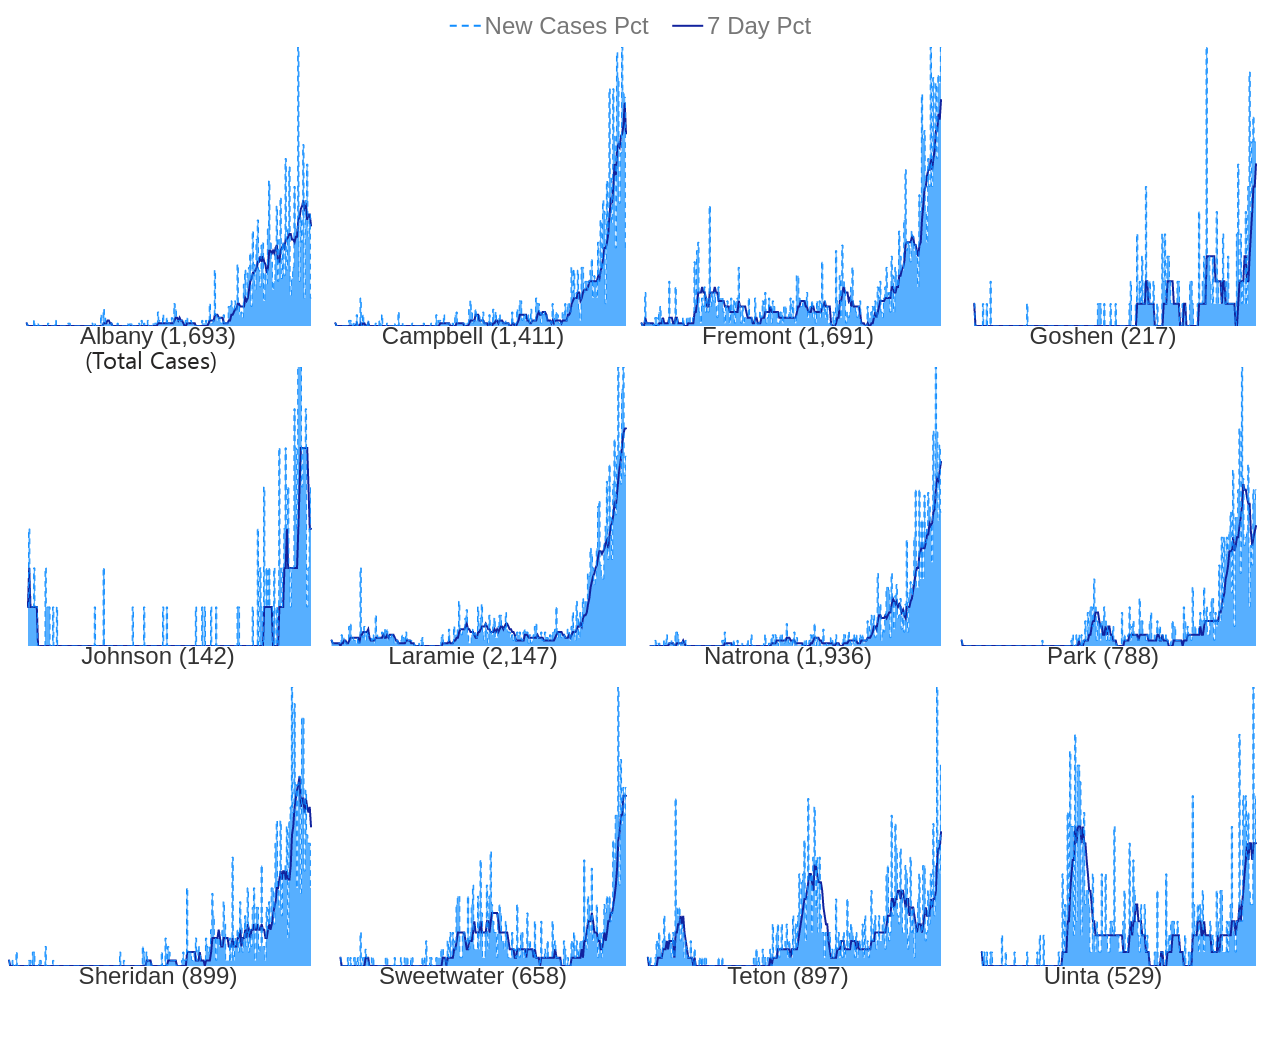 New Cases Pct 7 Day Pct
Albany (1,693) Campbell (1,411) Fremont (1,691) Goshen (217)
(Total Cases)
Johnson (142) Laramie (2,147) Natrona (1,936) Park (788)
Sheridan (899) Sweetwater (658) Teton (897) Uinta (529)